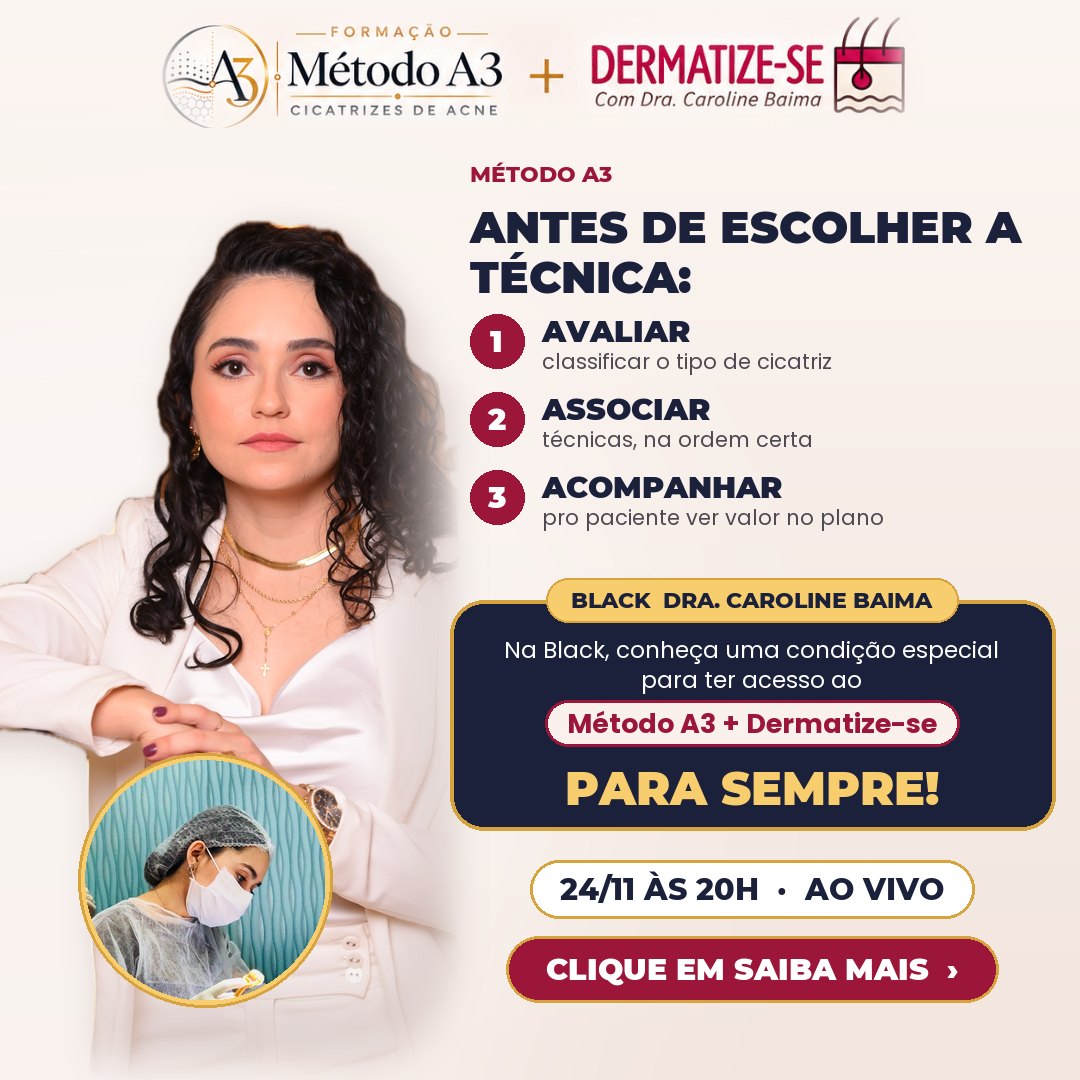 FORMAÇÃO
A3
Método A3
CICATRIZES DE ACNE
+
DERMATIZE-SE
Com Dra. Caroline Baima
MÉTODO A3
ANTES DE ESCOLHER A
TÉCNICA:
1 AVALIAR
classificar o tipo de cicatriz
2 ASSOCIAR
técnicas, na ordem certa
3 ACOMPANHAR
pro paciente ver valor no plano
BLACK DRA. CAROLINE BAIMA
Na Black, conheça uma condição especial
para ter acesso ao
Método A3 + Dermatize-se
PARA SEMPRE!
24/11 ÀS 20H • AO VIVO
CLIQUE EM SAIBA MAIS ›